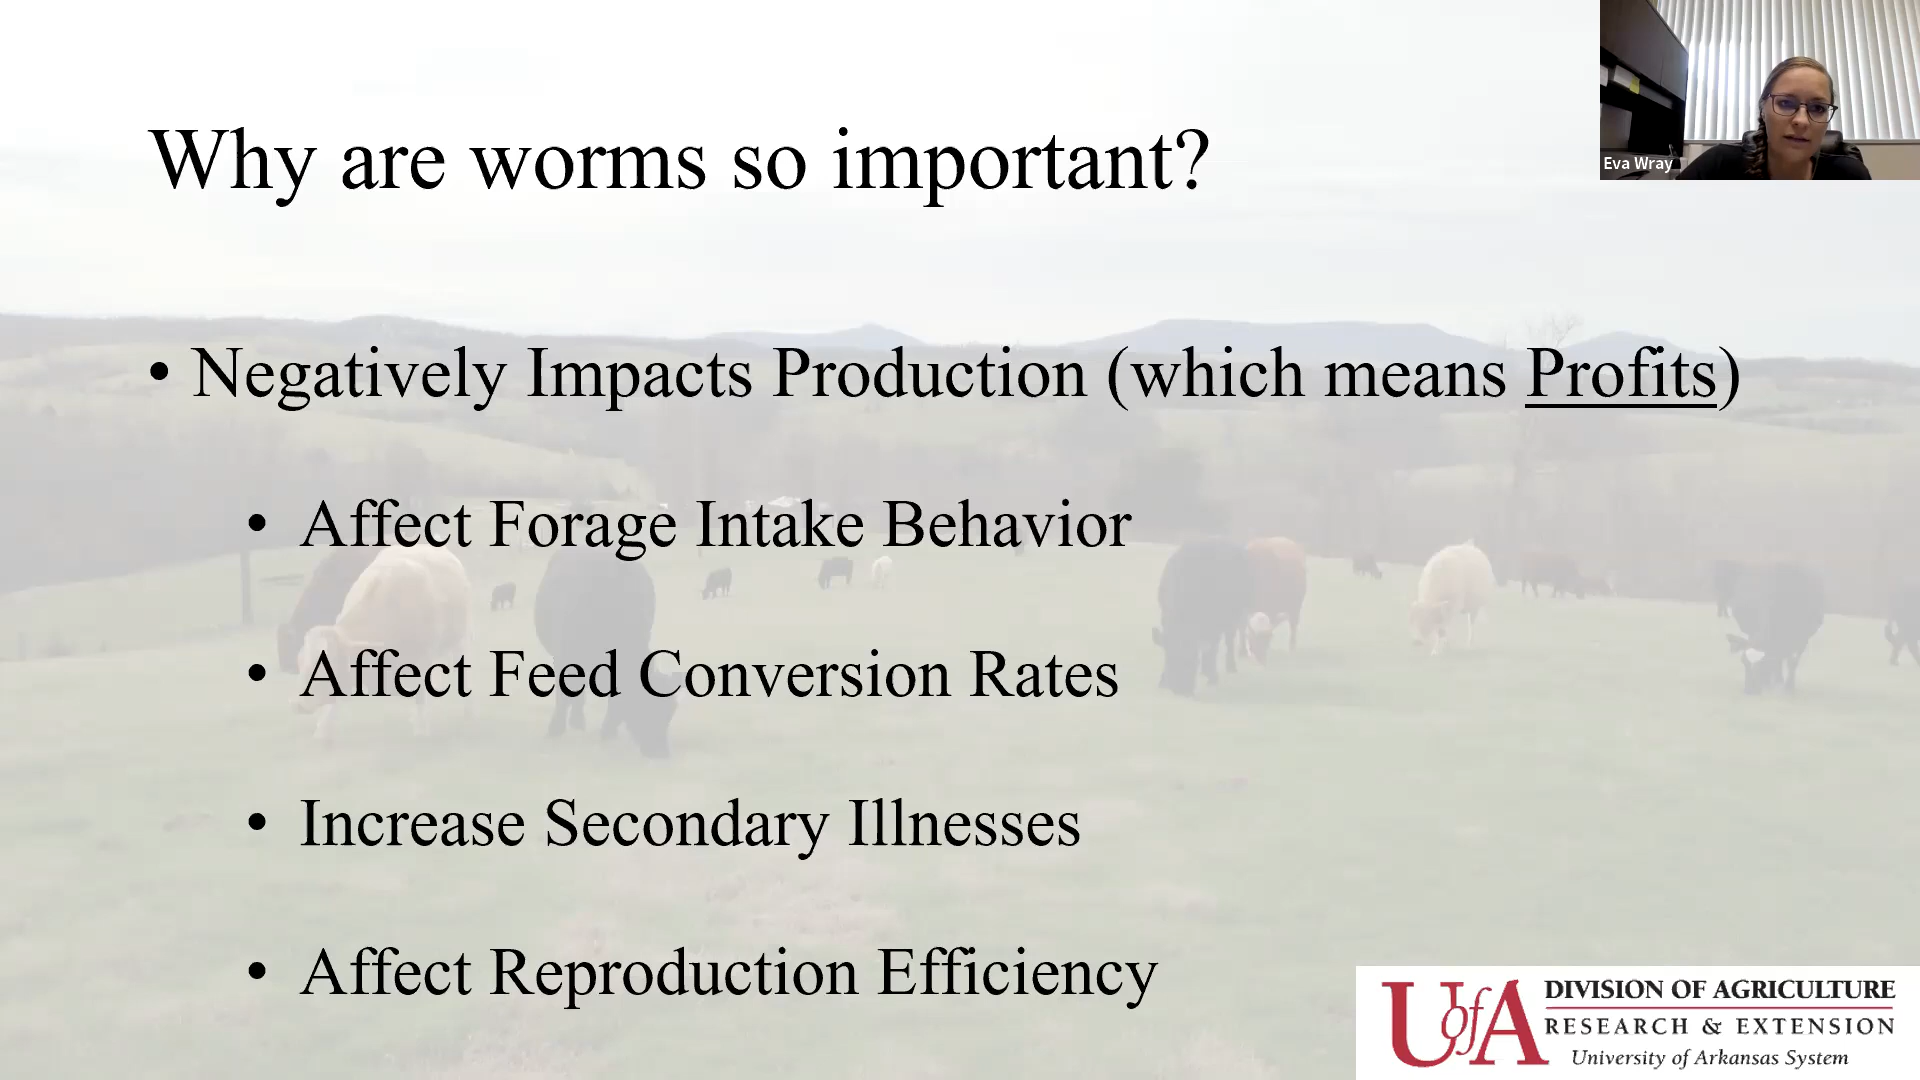 Why are worms so important?
Eva Wray
• Negatively Impacts Production (which means Profits)
• Affect Forage Intake Behavior
• Affect Feed Conversion Rates
• Increase Secondary Illnesses
• Affect Reproduction Efficiency
UofA
DIVISION OF AGRICULTURE
RESEARCH & EXTENSION
University of Arkansas System